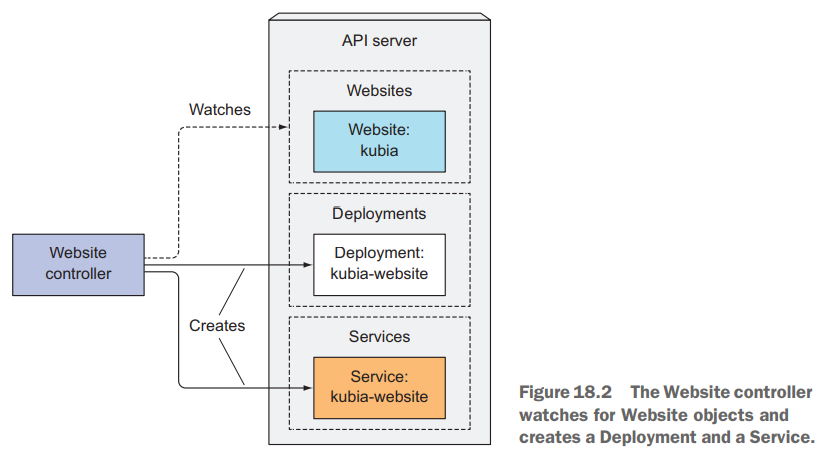 API server
Websites
Watches
Website:
kubia
Deployments
Website
controller
Deployment:
kubia-website
Creates
Services
Service:
kubia-website
Figure 18.2 The Website controller
watches for Website objects and
creates a Deployment and a Service.